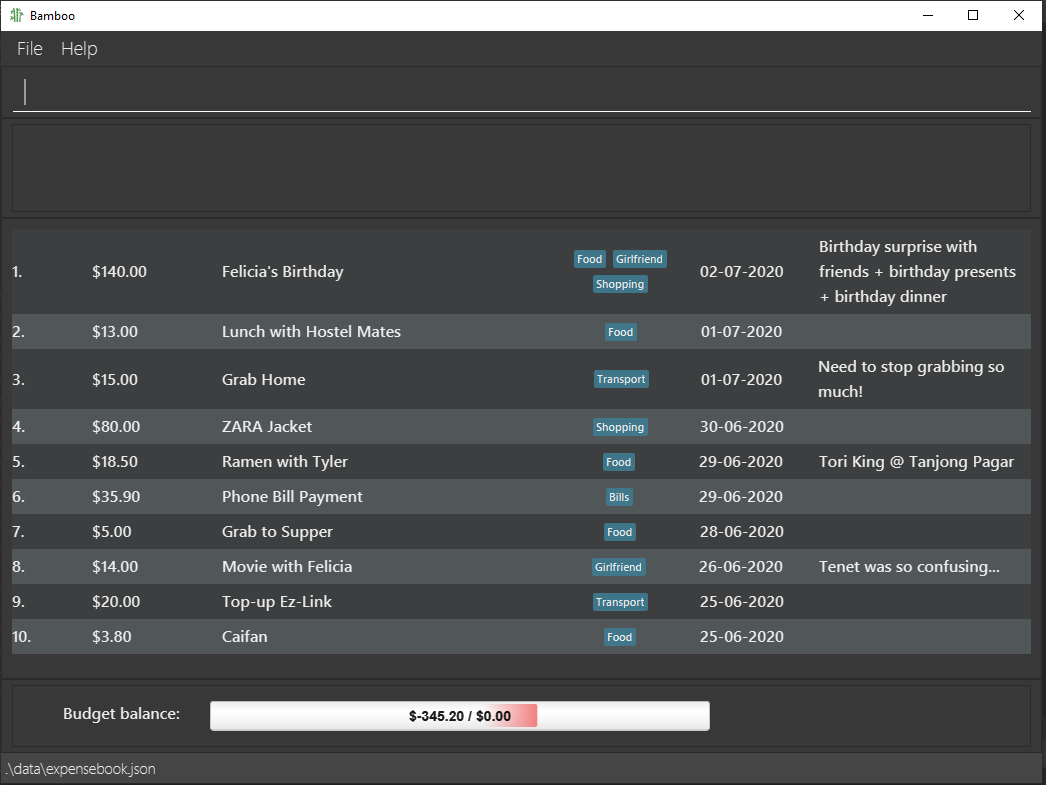 Bamboo
File Help
1. $140.00 Felicia's Birthday Food Girlfriend Shopping 02-07-2020 Birthday surprise with friends + birthday presents + birthday dinner
2. $13.00 Lunch with Hostel Mates Food 01-07-2020
3. $15.00 Grab Home Transport 01-07-2020 Need to stop grabbing so much!
4. $80.00 ZARA Jacket Shopping 30-06-2020
5. $18.50 Ramen with Tyler Food 29-06-2020 Tori King @ Tanjong Pagar
6. $35.90 Phone Bill Payment Bills 29-06-2020
7. $5.00 Grab to Supper Food 28-06-2020
8. $14.00 Movie with Felicia Girlfriend 26-06-2020 Tenet was so confusing...
9. $20.00 Top-up Ez-Link Transport 25-06-2020
10. $3.80 Caifan Food 25-06-2020
Budget balance: $-345.20 / $0.00
.\data\expensebook.json